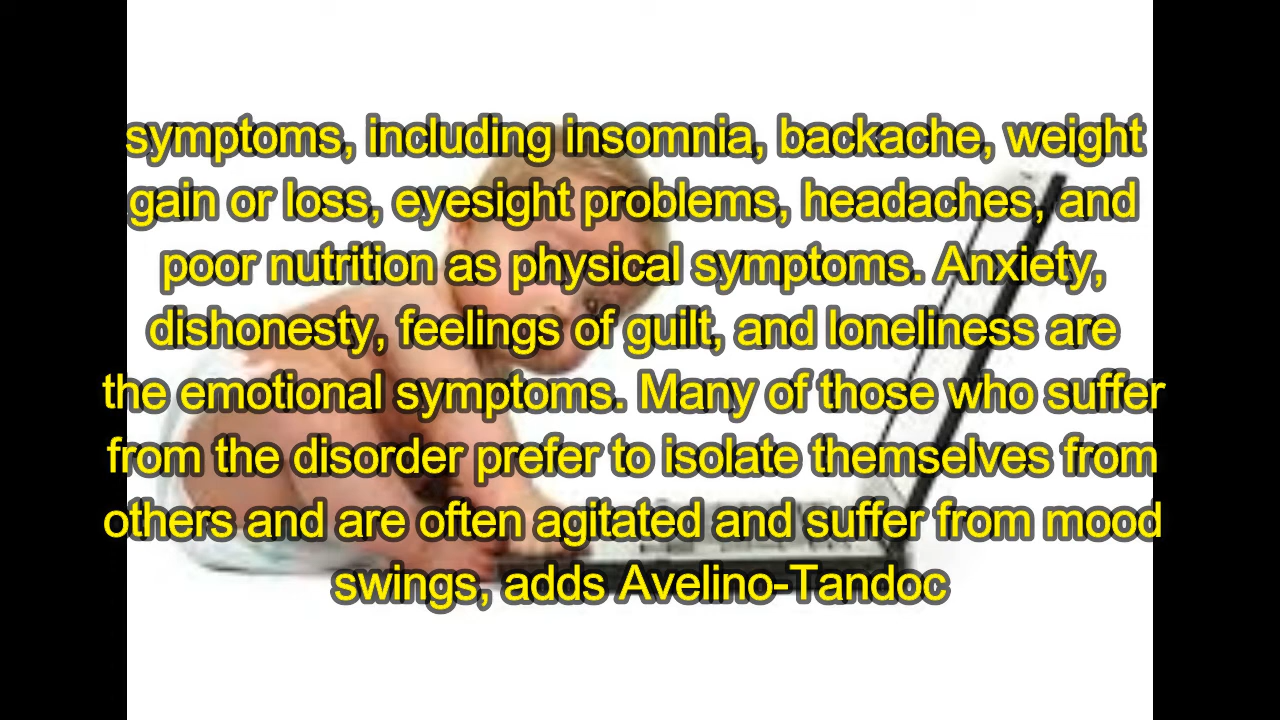 symptoms, including insomnia, backache, weight
gain or loss, eyesight problems, headaches, and
poor nutrition as physical symptoms. Anxiety,
dishonesty, feelings of guilt, and loneliness are
the emotional symptoms. Many of those who suffer
from the disorder prefer to isolate themselves from
others and are often agitated and suffer from mood
swings, adds Avelino-Tandoc